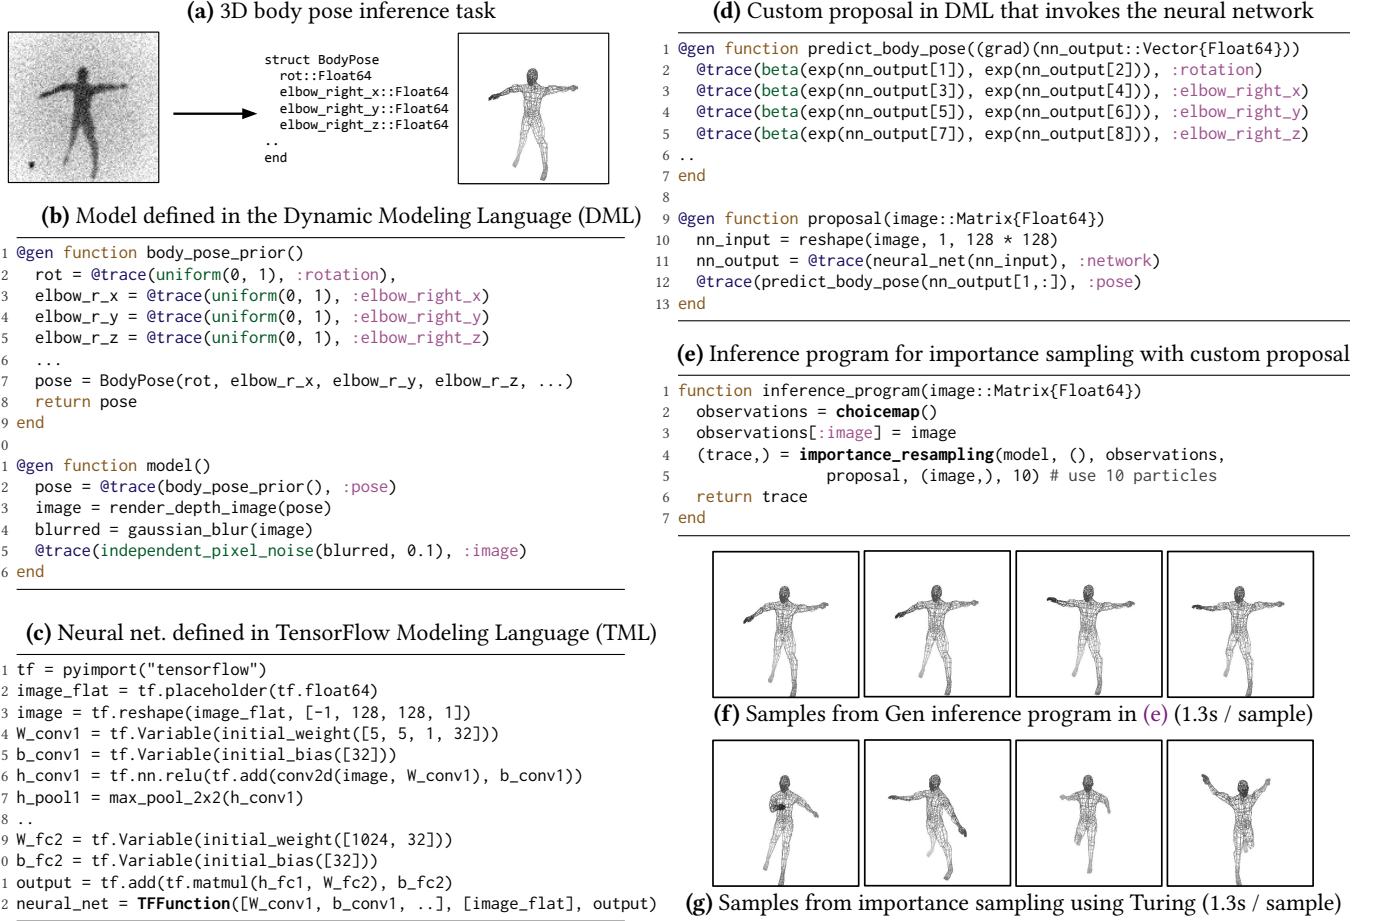 (a) 3D body pose inference task
struct BodyPose
rot::Float64
elbow_right_x::Float64
elbow_right_y::Float64
elbow_right_z::Float64
..
end
(b) Model defined in the Dynamic Modeling Language (DML)
1 @gen function body_pose_prior()
2 rot = @trace(uniform(0, 1), :rotation),
3 elbow_r_x = @trace(uniform(0, 1), :elbow_right_x)
4 elbow_r_y = @trace(uniform(0, 1), :elbow_right_y)
5 elbow_r_z = @trace(uniform(0, 1), :elbow_right_z)
6 ...
7 pose = BodyPose(rot, elbow_r_x, elbow_r_y, elbow_r_z, ...)
8 return pose
9 end
0
1 @gen function model()
2 pose = @trace(body_pose_prior(), :pose)
3 image = render_depth_image(pose)
4 blurred = gaussian_blur(image)
5 @trace(independent_pixel_noise(blurred, 0.1), :image)
6 end
(c) Neural net. defined in TensorFlow Modeling Language (TML)
1 tf = pyimport("tensorflow")
2 image_flat = tf.placeholder(tf.float64)
3 image = tf.reshape(image_flat, [-1, 128, 128, 1])
4 W_conv1 = tf.Variable(initial_weight([5, 5, 1, 32]))
5 b_conv1 = tf.Variable(initial_bias([32]))
6 h_conv1 = tf.nn.relu(tf.add(conv2d(image, W_conv1), b_conv1))
7 h_pool1 = max_pool_2x2(h_conv1)
8 ..
9 W_fc2 = tf.Variable(initial_weight([1024, 32]))
0 b_fc2 = tf.Variable(initial_bias([32]))
1 output = tf.add(tf.matmul(h_fc1, W_fc2), b_fc2)
2 neural_net = TFFunction([W_conv1, b_conv1, ..], [image_flat], output)
(d) Custom proposal in DML that invokes the neural network
1 @gen function predict_body_pose((grad)(nn_output::Vector{Float64}))
2 @trace(beta(exp(nn_output[1]), exp(nn_output[2])), :rotation)
3 @trace(beta(exp(nn_output[3]), exp(nn_output[4])), :elbow_right_x)
4 @trace(beta(exp(nn_output[5]), exp(nn_output[6])), :elbow_right_y)
5 @trace(beta(exp(nn_output[7]), exp(nn_output[8])), :elbow_right_z)
6 ..
7 end
8
9 @gen function proposal(image::Matrix{Float64})
10 nn_input = reshape(image, 1, 128 * 128)
11 nn_output = @trace(neural_net(nn_input), :network)
12 @trace(predict_body_pose(nn_output[1,:]), :pose)
13 end
(e) Inference program for importance sampling with custom proposal
1 function inference_program(image::Matrix{Float64})
2 observations = choicemap()
3 observations[:image] = image
4 (trace,) = importance_resampling(model, (), observations,
5 proposal, (image,), 10) # use 10 particles
6 return trace
7 end
(f) Samples from Gen inference program in (e) (1.3s / sample)
(g) Samples from importance sampling using Turing (1.3s / sample)